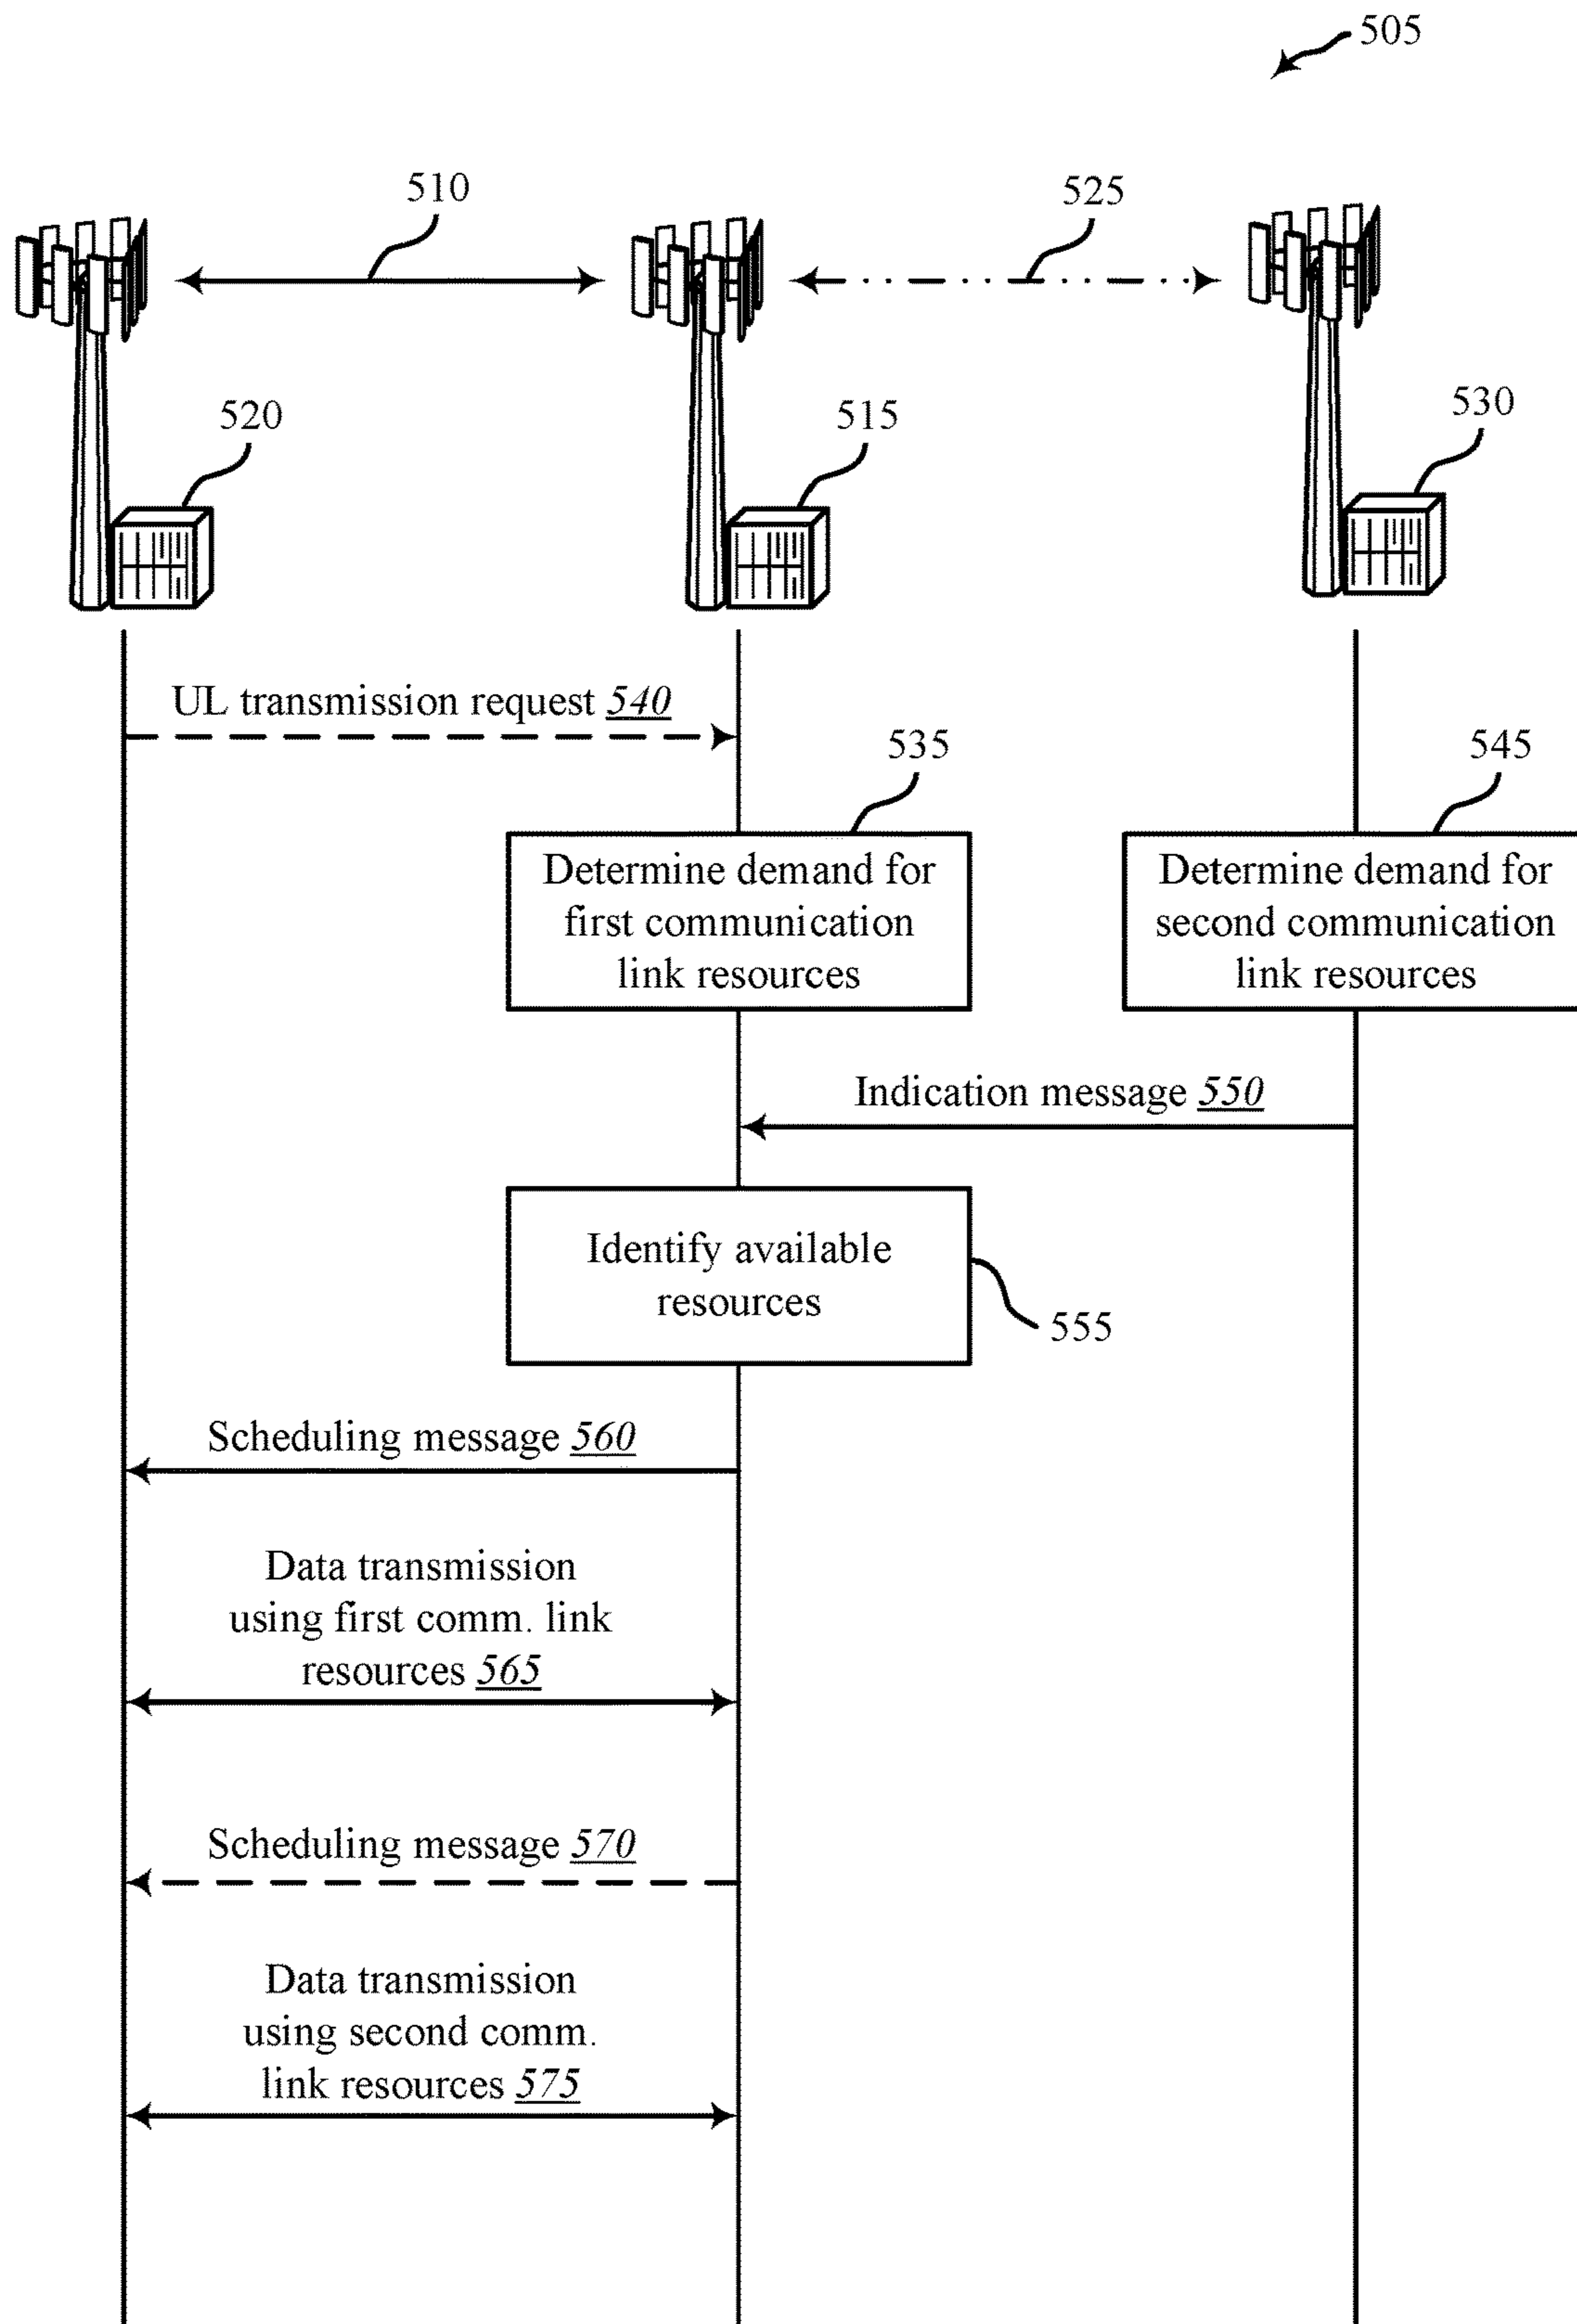 505
510
525
520
515
530
UL transmission request 540
535
545
Determine demand for
first communication
link resources
Determine demand for
second communication
link resources
Indication message 550
Identify available
resources
555
Scheduling message 560
Data transmission
using first comm. link
resources 565
Scheduling message 570
Data transmission
using second comm.
link resources 575